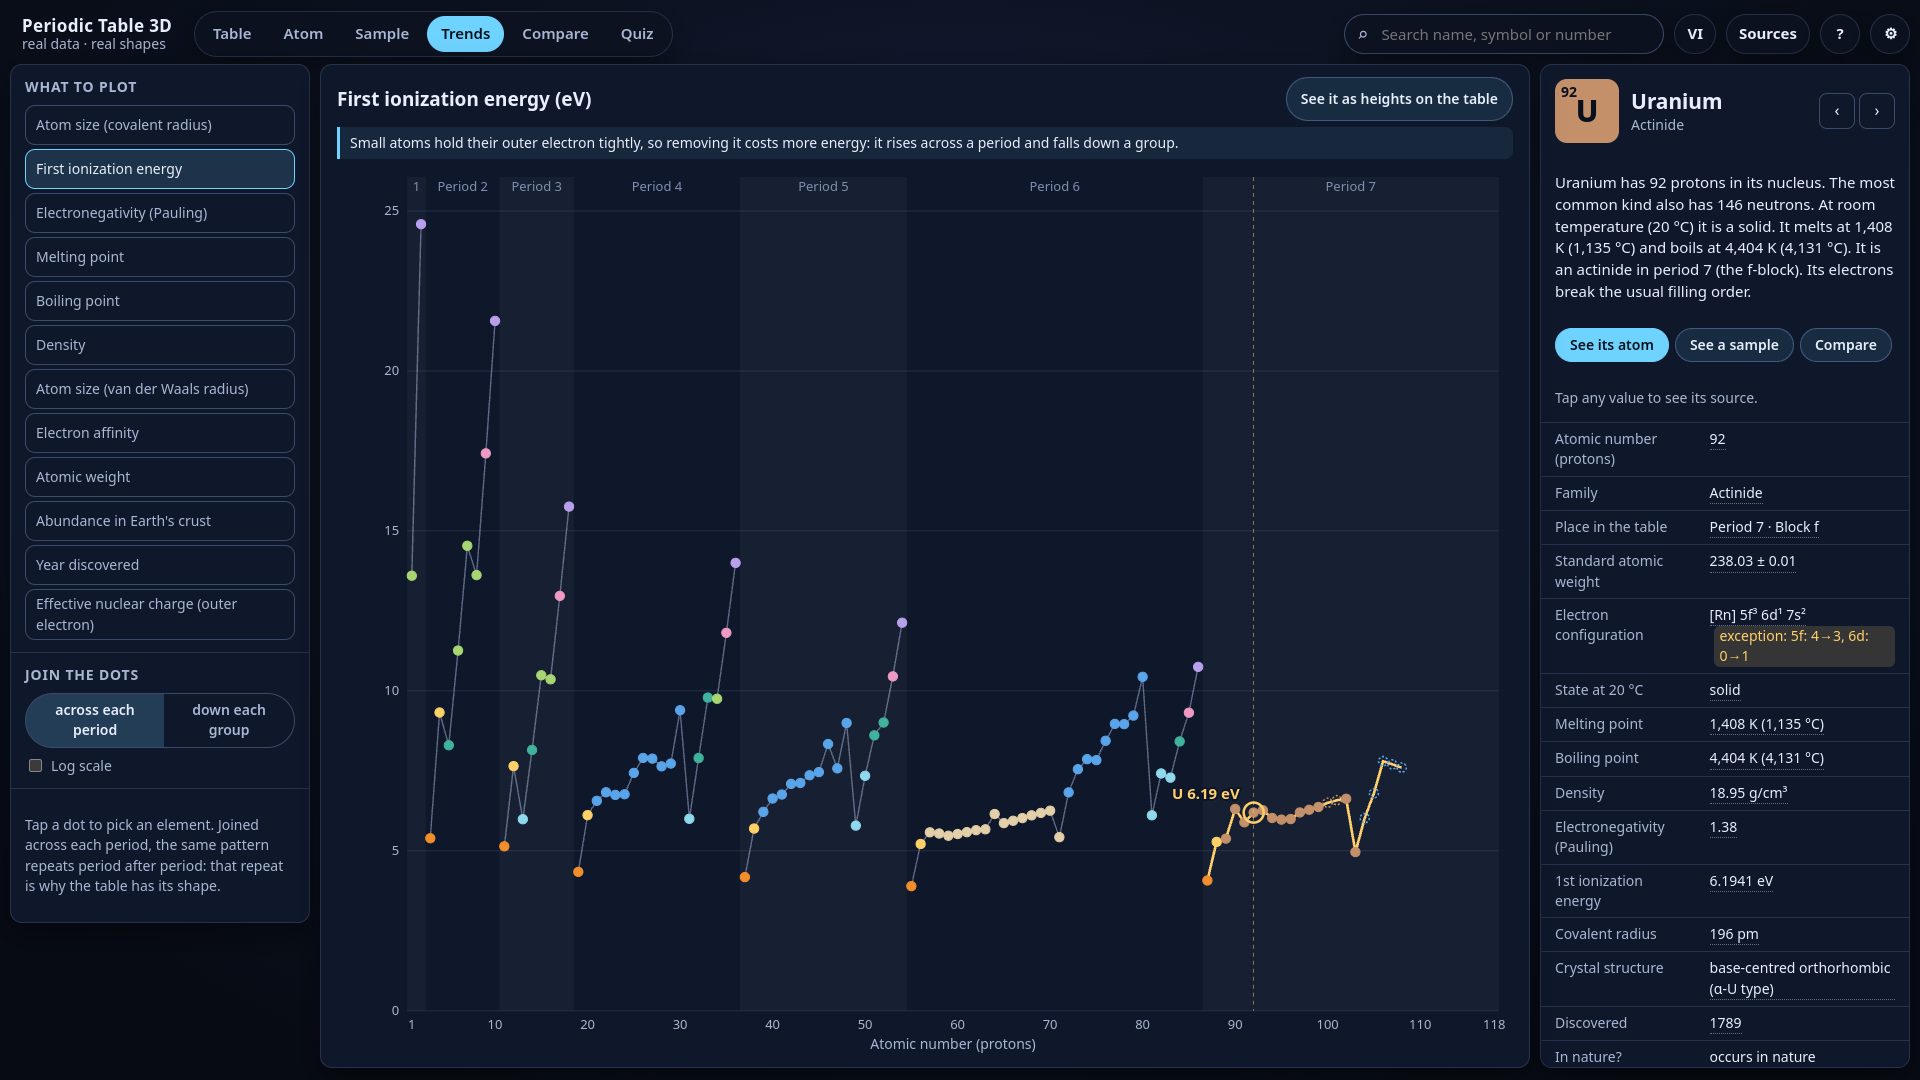 Periodic Table 3D
real data · real shapes
Table
Atom
Sample
Trends
Compare
Quiz
Search name, symbol or number
VI
Sources
?
WHAT TO PLOT
Atom size (covalent radius)
First ionization energy
Electronegativity (Pauling)
Melting point
Boiling point
Density
Atom size (van der Waals radius)
Electron affinity
Atomic weight
Abundance in Earth's crust
Year discovered
Effective nuclear charge (outer
electron)
JOIN THE DOTS
across each
period
down each
group
Log scale
Tap a dot to pick an element. Joined
across each period, the same pattern
repeats period after period: that repeat
is why the table has its shape.
First ionization energy (eV)
See it as heights on the table
Small atoms hold their outer electron tightly, so removing it costs more energy: it rises across a period and falls down a group.
1
Period 2
Period 3
Period 4
Period 5
Period 6
Period 7
25
20
15
10
5
0
U 6.19 eV
1
10
20
30
40
50
60
70
80
90
100
110
118
Atomic number (protons)
92
U
Uranium
Actinide
‹
›
Uranium has 92 protons in its nucleus. The most
common kind also has 146 neutrons. At room
temperature (20 °C) it is a solid. It melts at 1,408
K (1,135 °C) and boils at 4,404 K (4,131 °C). It is
an actinide in period 7 (the f-block). Its electrons
break the usual filling order.
See its atom
See a sample
Compare
Tap any value to see its source.
Atomic number
(protons)
92
Family
Actinide
Place in the table
Period 7 · Block f
Standard atomic
weight
238.03 ± 0.01
Electron
configuration
[Rn] 5f³ 6d¹ 7s²
exception: 5f: 4→3, 6d:
0→1
State at 20 °C
solid
Melting point
1,408 K (1,135 °C)
Boiling point
4,404 K (4,131 °C)
Density
18.95 g/cm³
Electronegativity
(Pauling)
1.38
1st ionization
energy
6.1941 eV
Covalent radius
196 pm
Crystal structure
base-centred orthorhombic
(α-U type)
Discovered
1789
In nature?
occurs in nature